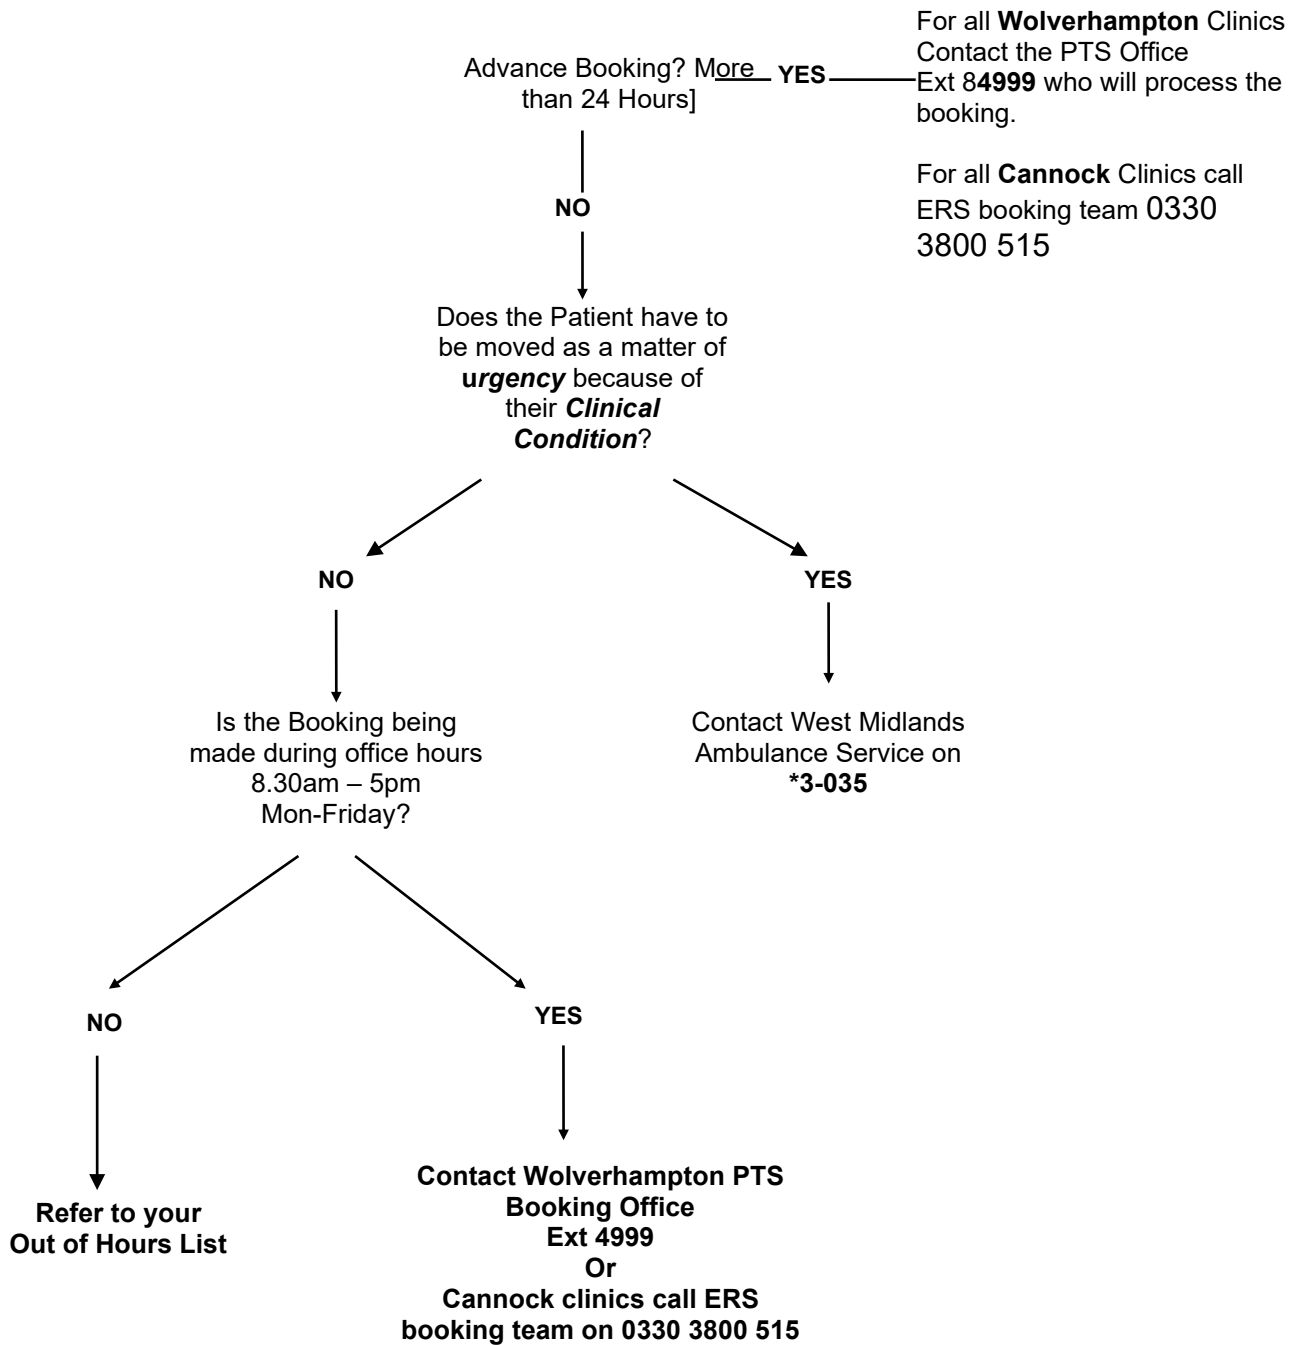 Advance Booking? More
than 24 Hours]
YES
For all Wolverhampton Clinics
Contact the PTS Office
Ext 84999 who will process the
booking.
For all Cannock Clinics call
ERS booking team 0330
3800 515
NO
Does the Patient have to
be moved as a matter of
urgency because of
their Clinical
Condition?
NO
YES
Is the Booking being
made during office hours
8.30am – 5pm
Mon-Friday?
Contact West Midlands
Ambulance Service on
*3-035
NO
YES
Refer to your
Out of Hours List
Contact Wolverhampton PTS
Booking Office
Ext 4999
Or
Cannock clinics call ERS
booking team on 0330 3800 515